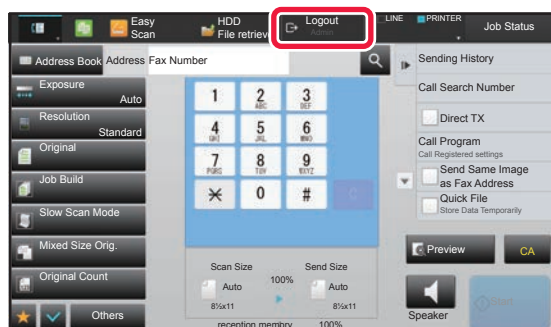 Easy
Scan
HDD
File retrieve
Logout
Admin
LINE
PRINTER
Job Status
Address Book
Address
Fax Number
Sending History
Call Search Number
Direct TX
Call Program
Call Registered settings
Send Same Image
as Fax Address
Quick File
Store Data Temporarily
Exposure
Auto
Resolution
Standard
Original
Job Build
Slow Scan Mode
Mixed Size Orig.
Original Count
Others
1
2
ABC
3
DEF
4
GHI
5
JKL
6
MNO
7
PQRS
8
TUV
9
WXYZ
0
#
C
Scan Size
Send Size
Auto
100%
Auto
8½x11
8½x11
reception memory 100%
Preview
CA
Speaker
Start